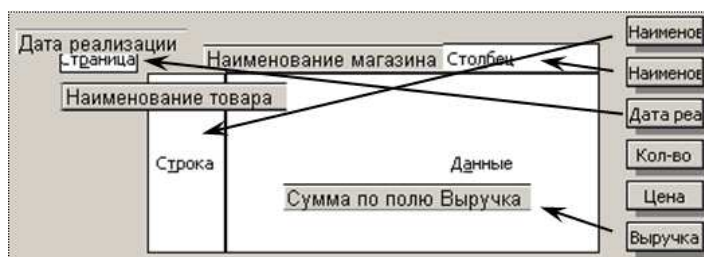 Дата реализации
Страница
Наименование магазина Столбец
Наименование товара
Строка
Данные
Сумма по полю Выручка
Наименов
Наименов
Дата реа
Кол-во
Цена
Выручка